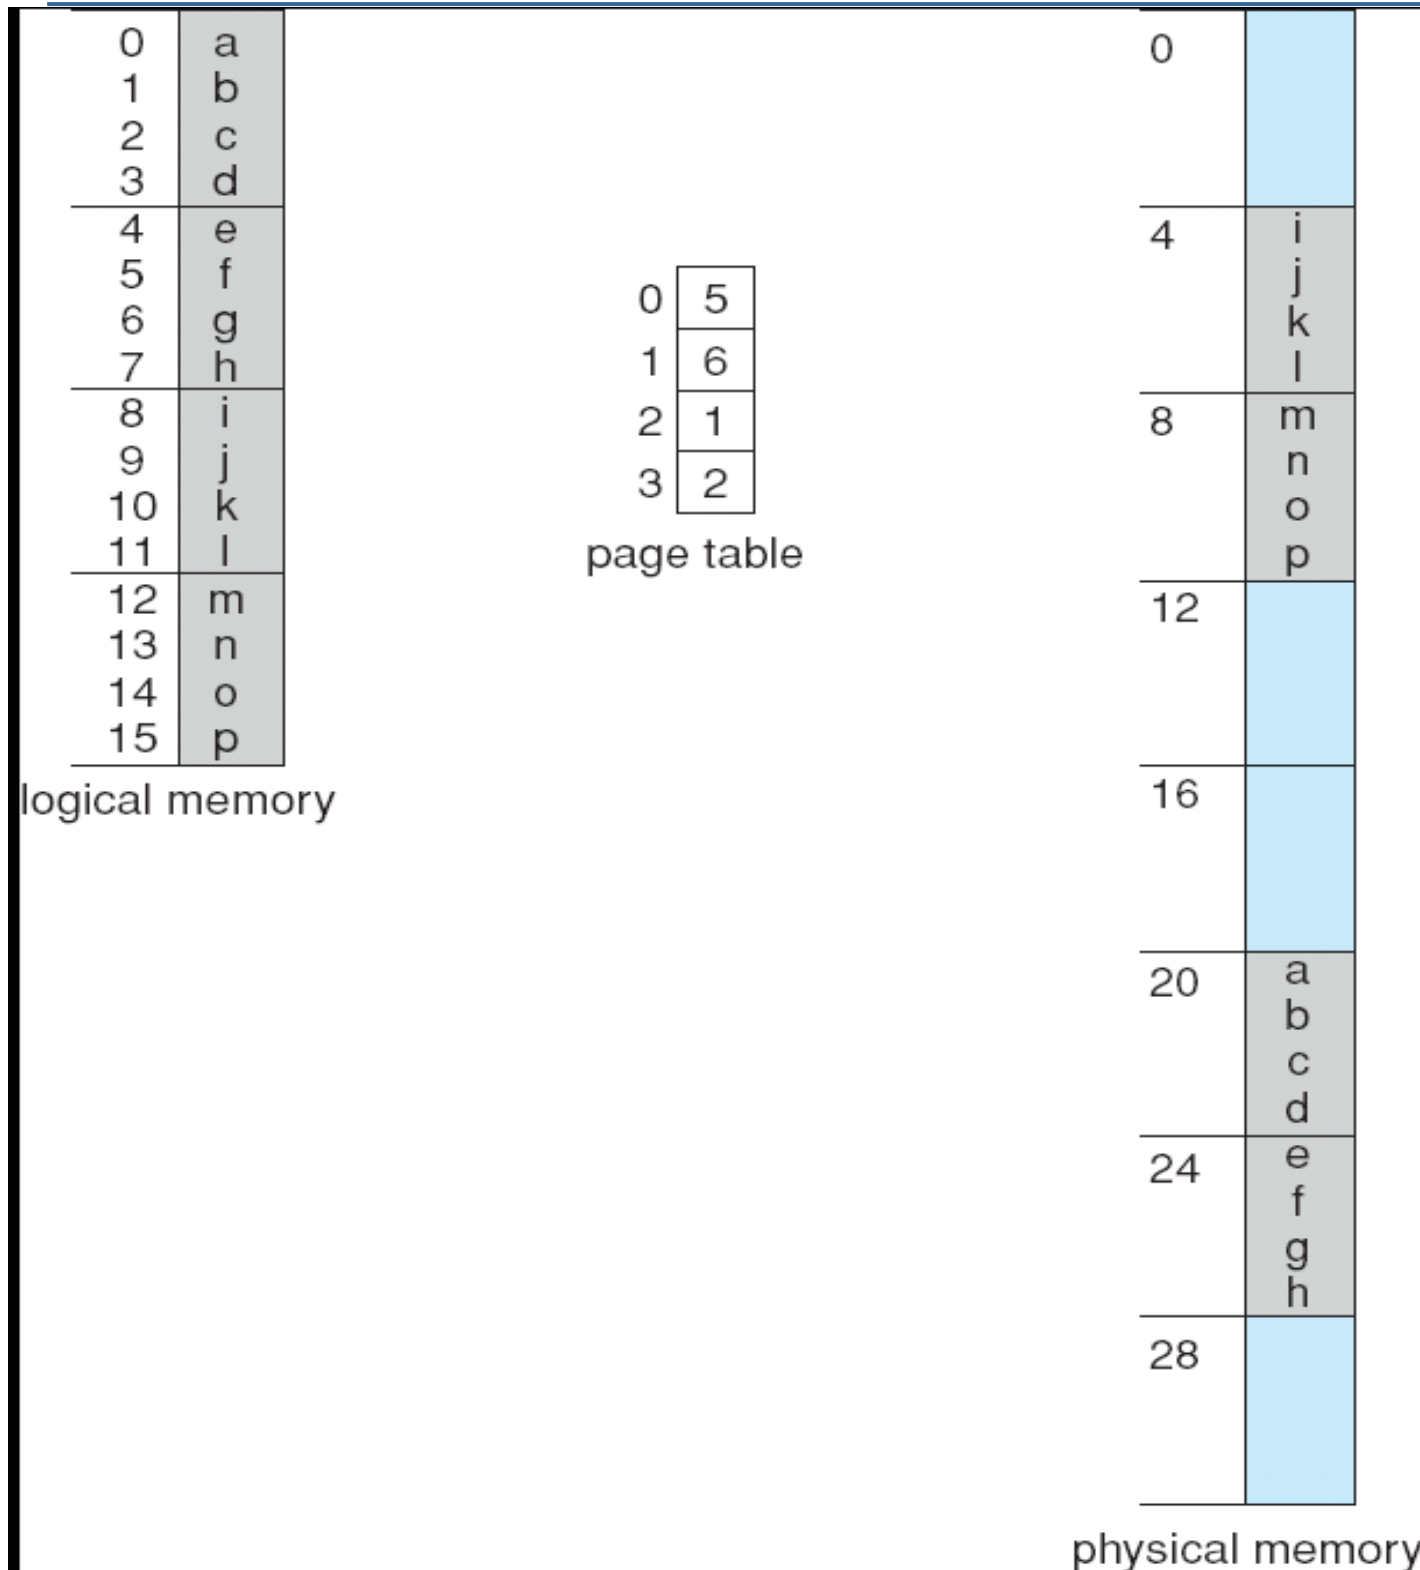 0 a
1 b
2 c
3 d
4 e
5 f
6 g
7 h
8 i
9 j
10 k
11 l
12 m
13 n
14 o
15 p
logical memory
0 5
1 6
2 1
3 2
page table
0
4 i
j
k
l
8 m
n
o
p
12
16
20 a
b
c
d
24 e
f
g
h
28
physical memory